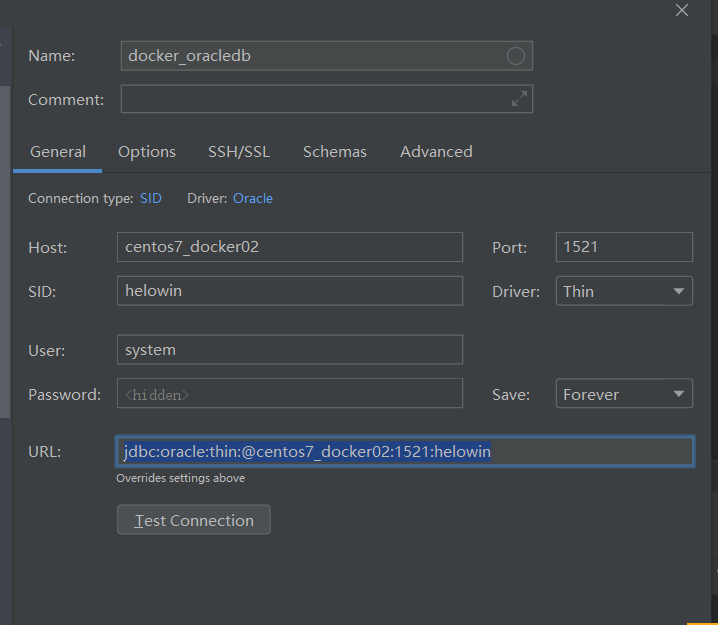 Name: docker_oracledb
Comment:
General Options SSH/SSL Schemas Advanced
Connection type: SID Driver: Oracle
Host: centos7_docker02 Port: 1521
SID: helowin Driver: Thin
User: system
Password: <hidden> Save: Forever
URL: jdbc:oracle:thin:@centos7_docker02:1521:helowin
Overrides settings above
Test Connection